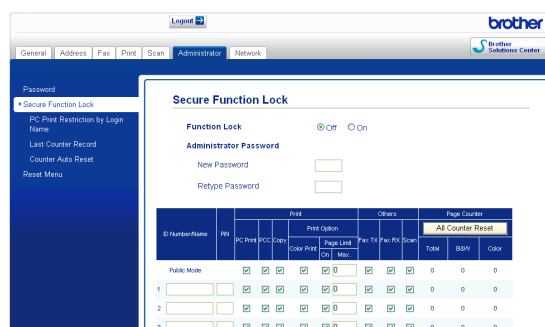 Logout
brother
General Address Fax Print Scan Administrator Network
Brother
Solutions Center
Password
Secure Function Lock
PC Print Restriction by Login
Name
Last Counter Record
Counter Auto Reset
Reset Menu
Secure Function Lock
Function Lock Off On
Administrator Password
New Password
Retype Password
Print Others Page Counter
ID Number/Name PIN PC Print PCC Copy Print Option Fax TX Fax RX Scan All Counter Reset
Color Print Page Limit Total B&W Color
On Max.
Public Mode 0 0 0 0
1 0 0 0 0
2 0 0 0 0